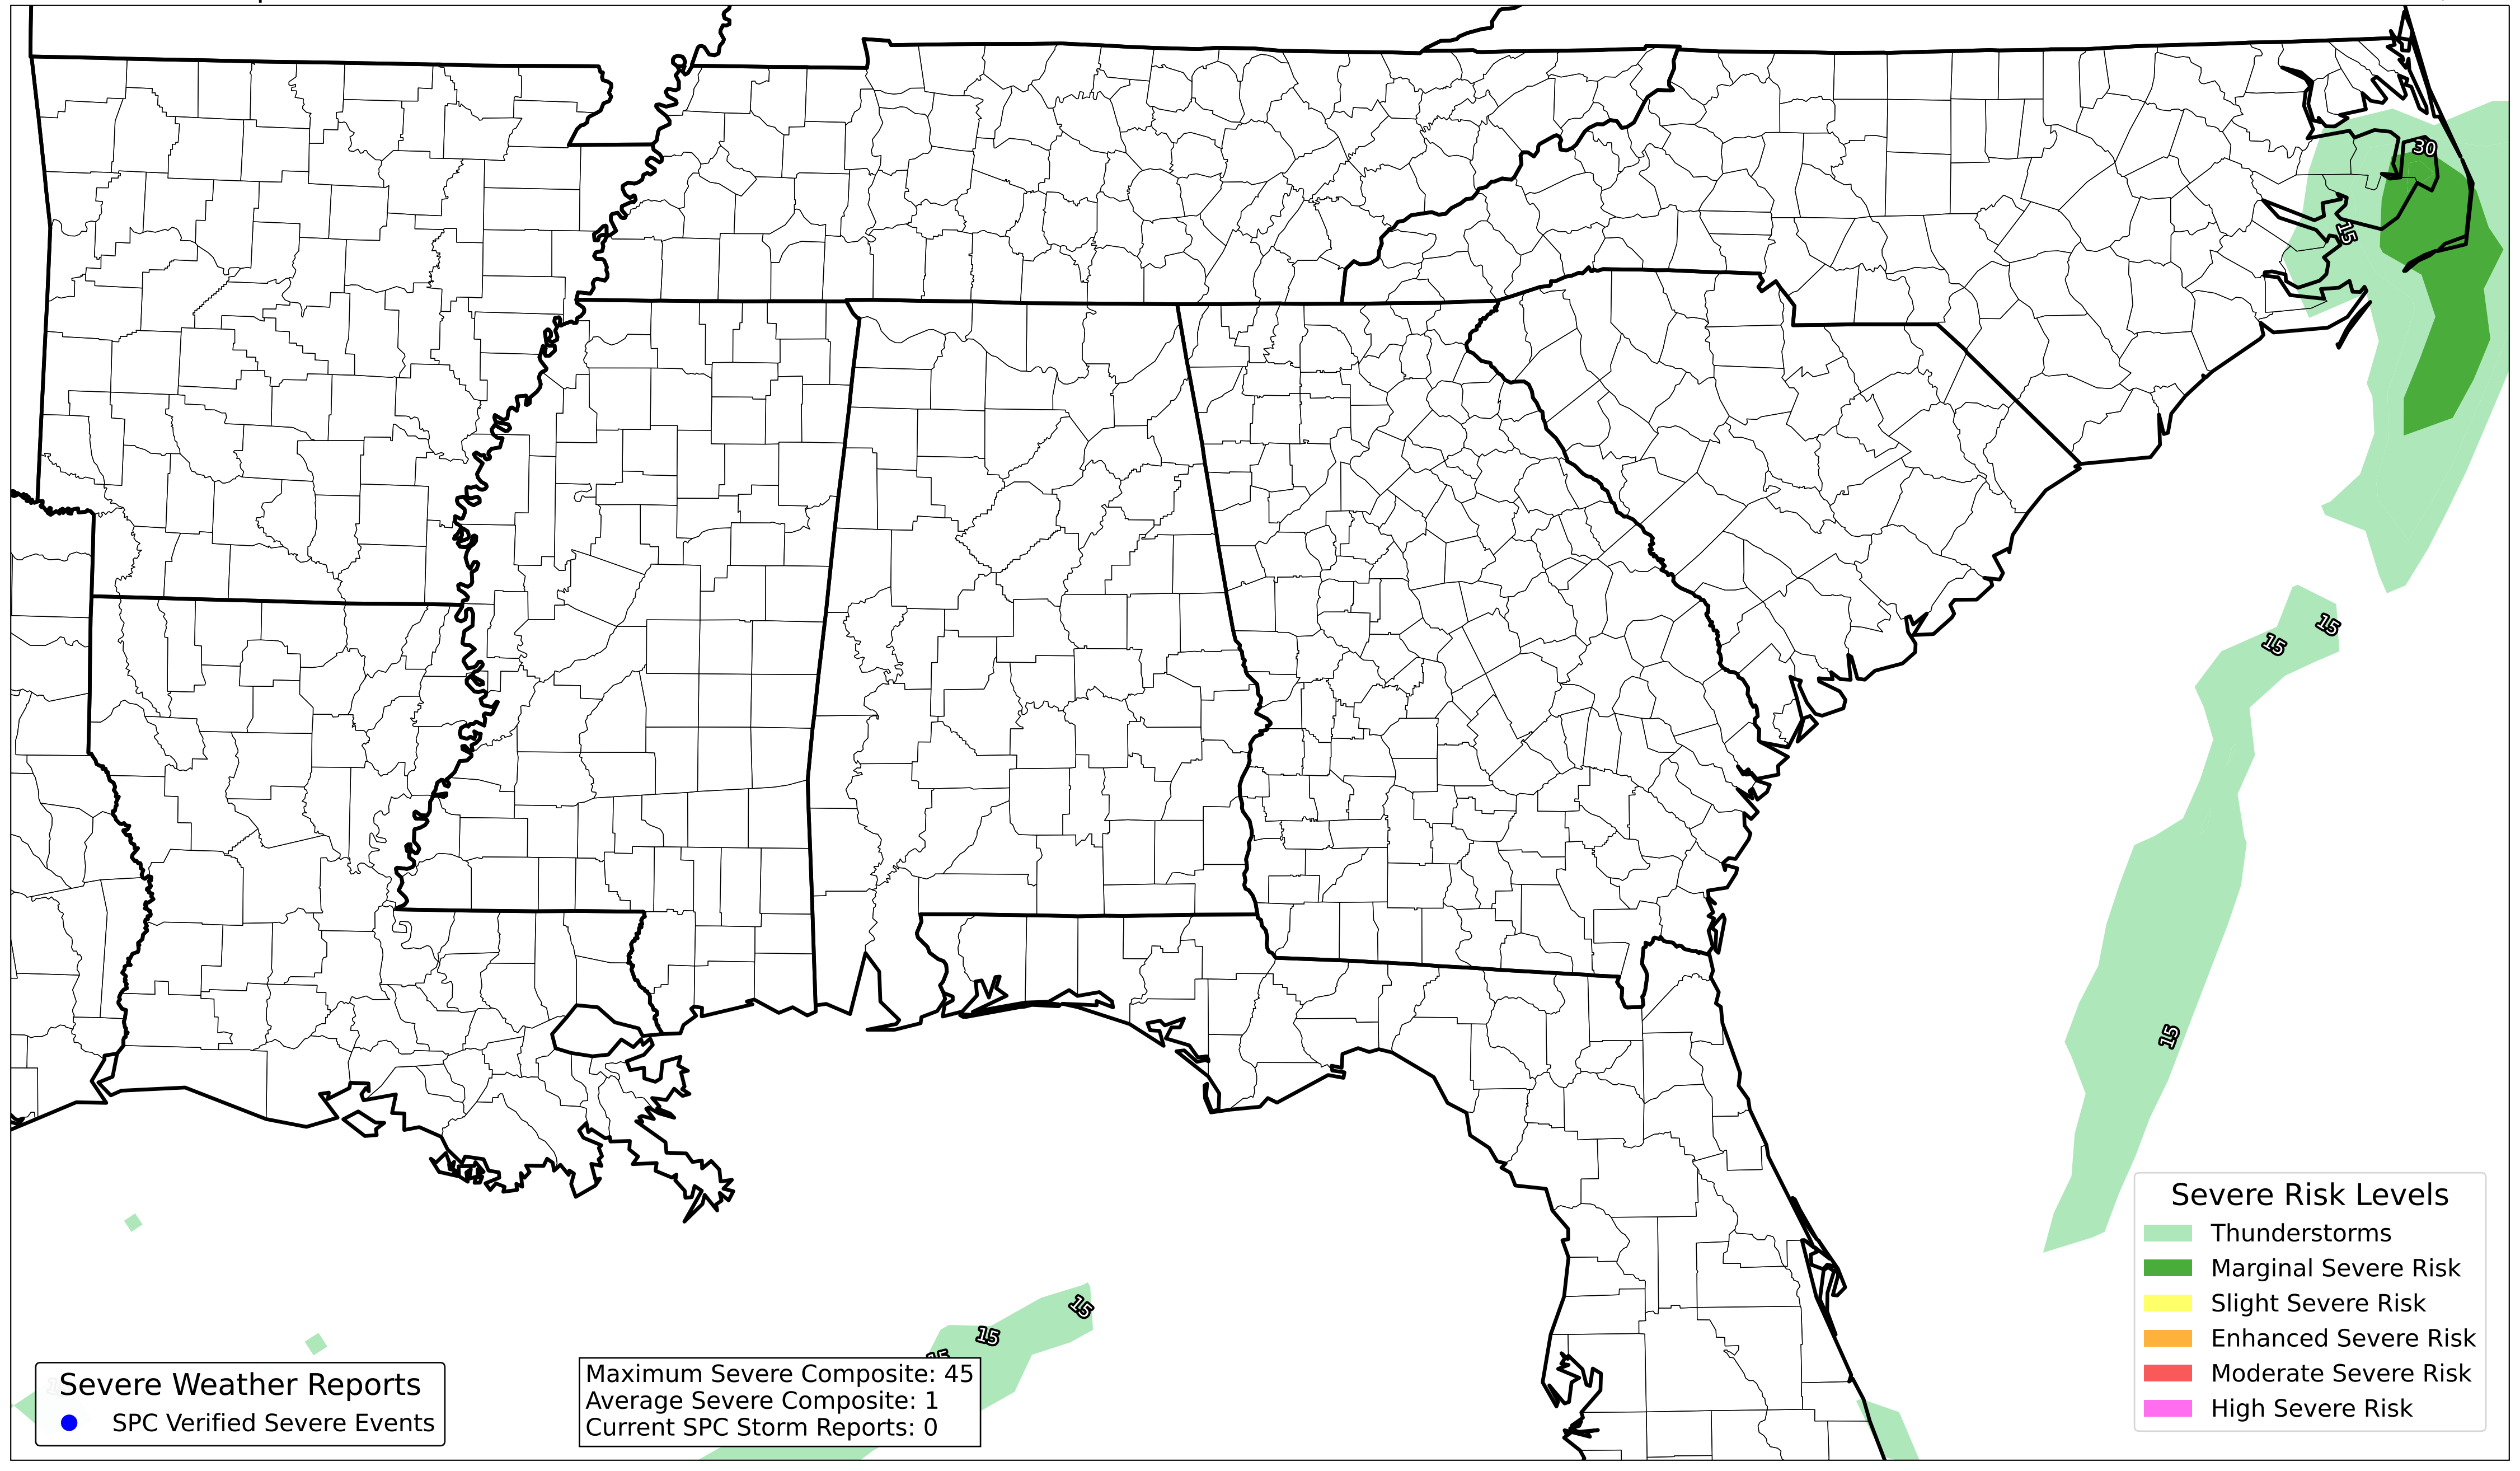 30
15
15
15
15
15
15
15
Severe Risk Levels
Thunderstorms
Marginal Severe Risk
Slight Severe Risk
Enhanced Severe Risk
Moderate Severe Risk
High Severe Risk
Severe Weather Reports
SPC Verified Severe Events
Maximum Severe Composite: 45
Average Severe Composite: 1
Current SPC Storm Reports: 0